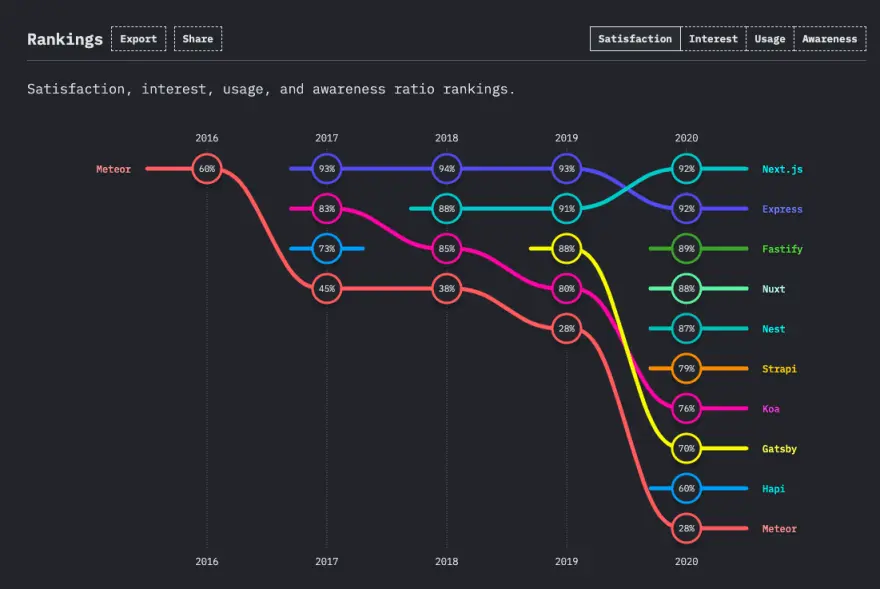 Rankings Export Share Satisfaction Interest Usage Awareness
Satisfaction, interest, usage, and awareness ratio rankings.
2016 2017 2018 2019 2020
Meteor 60% 93% 94% 93% 92% Next.js
83% 88% 91% 92% Express
73% 85% 88% 89% Fastify
45% 38% 80% 88% Nuxt
28% 87% Nest
79% Strapi
76% Koa
70% Gatsby
60% Hapi
28% Meteor
2016 2017 2018 2019 2020